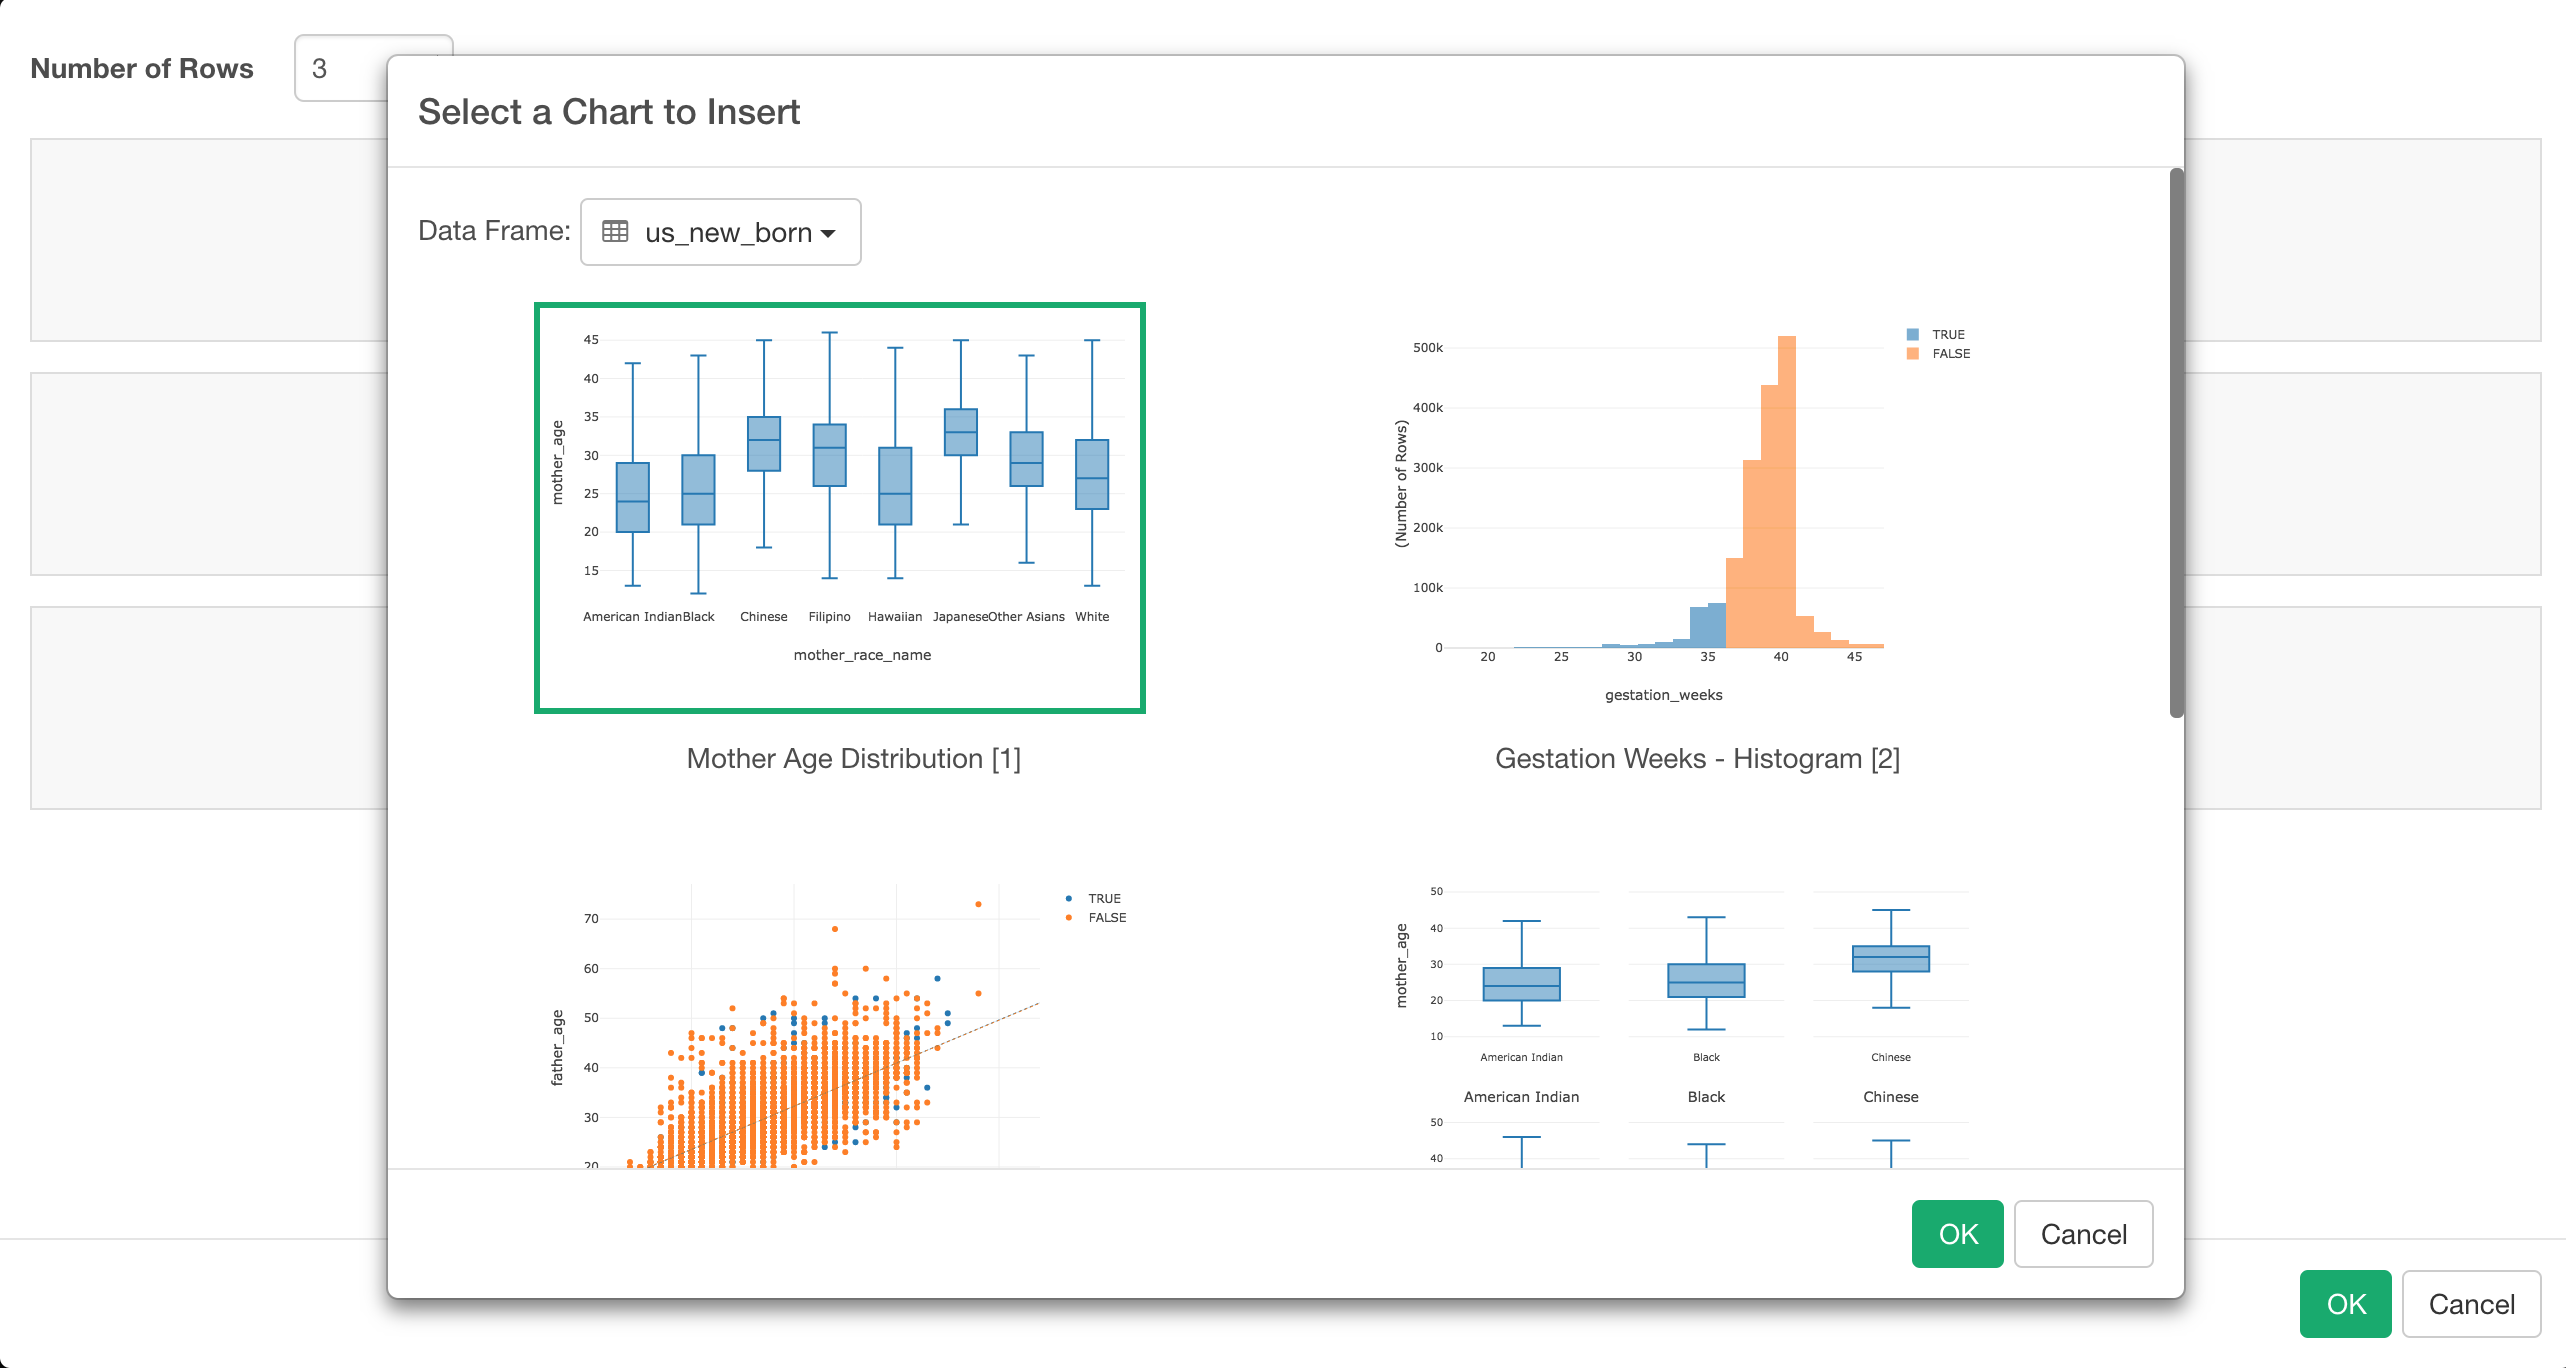 Number of Rows 3
Select a Chart to Insert
Data Frame: us_new_born
45
40
35
30
25
20
15
mother_age
American Indian Black Chinese Filipino Hawaiian Japanese Other Asians White
mother_race_name
Mother Age Distribution [1]
TRUE
FALSE
500k
400k
300k
200k
100k
0
(Number of Rows)
20 25 30 35 40 45
gestation_weeks
Gestation Weeks - Histogram [2]
TRUE
FALSE
70
60
50
40
30
20
father_age
50
40
30
20
10
mother_age
American Indian Black Chinese
American Indian Black Chinese
50
40
OK Cancel
OK Cancel